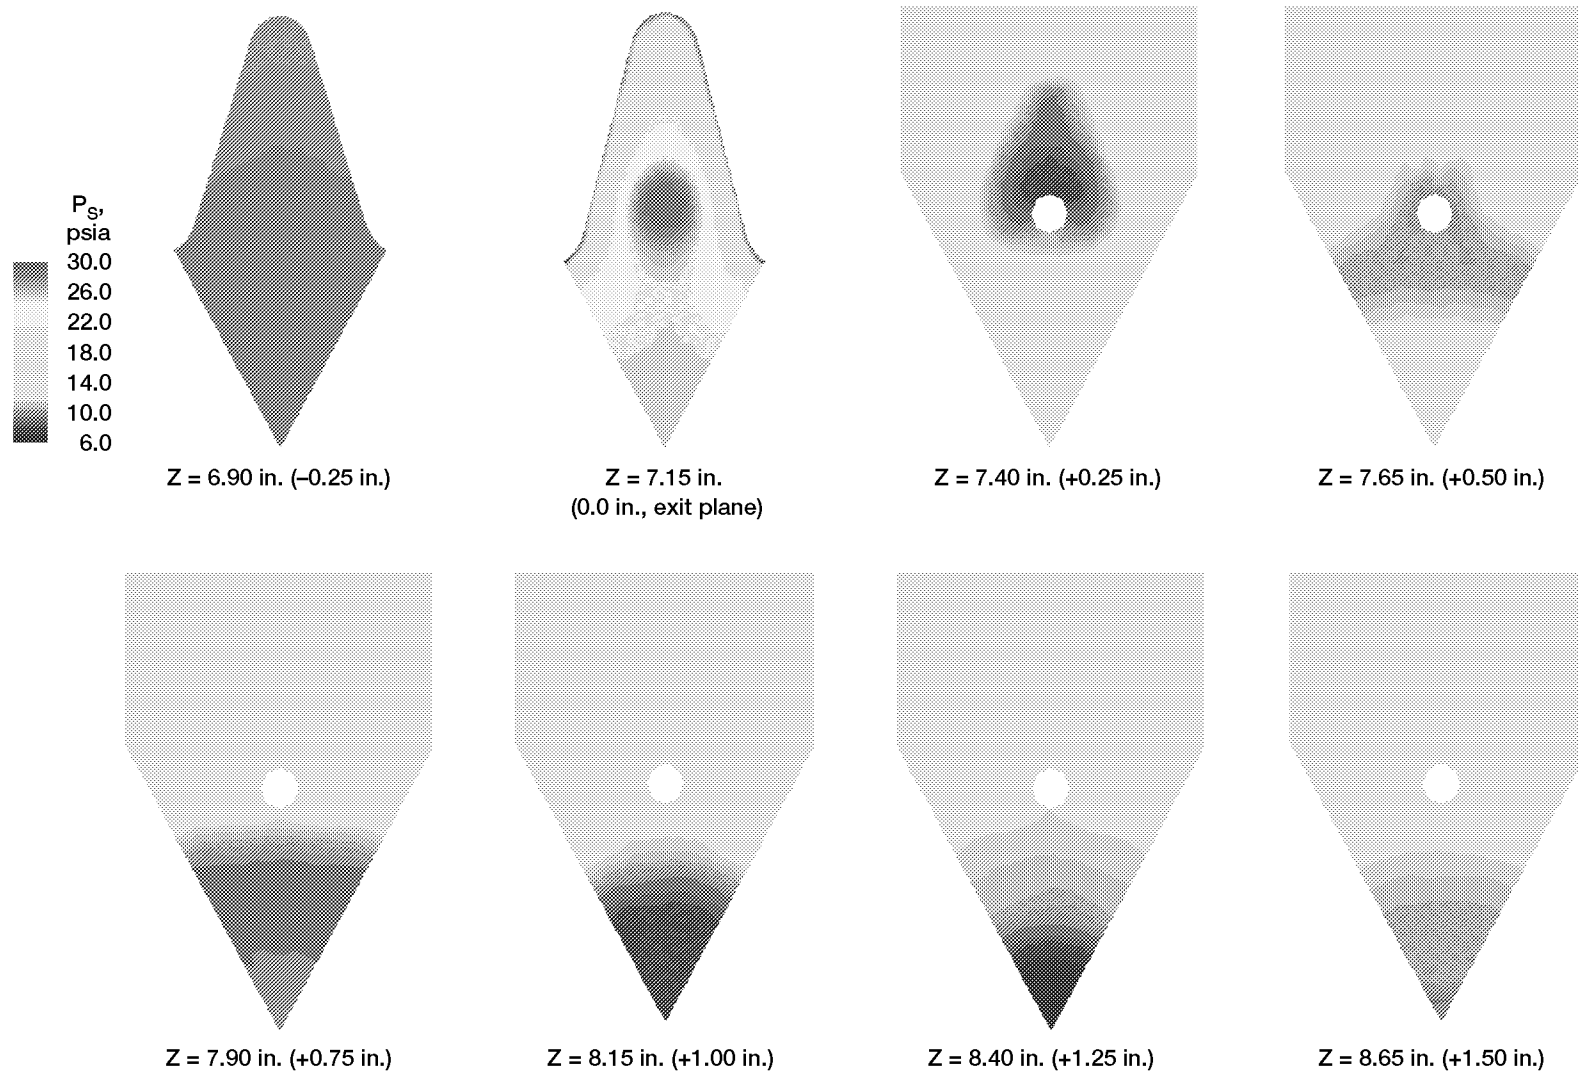 P_S,
psia
30.0
26.0
22.0
18.0
14.0
10.0
6.0
Z = 6.90 in. (–0.25 in.)
Z = 7.15 in.
(0.0 in., exit plane)
Z = 7.40 in. (+0.25 in.)
Z = 7.65 in. (+0.50 in.)
Z = 7.90 in. (+0.75 in.)
Z = 8.15 in. (+1.00 in.)
Z = 8.40 in. (+1.25 in.)
Z = 8.65 in. (+1.50 in.)